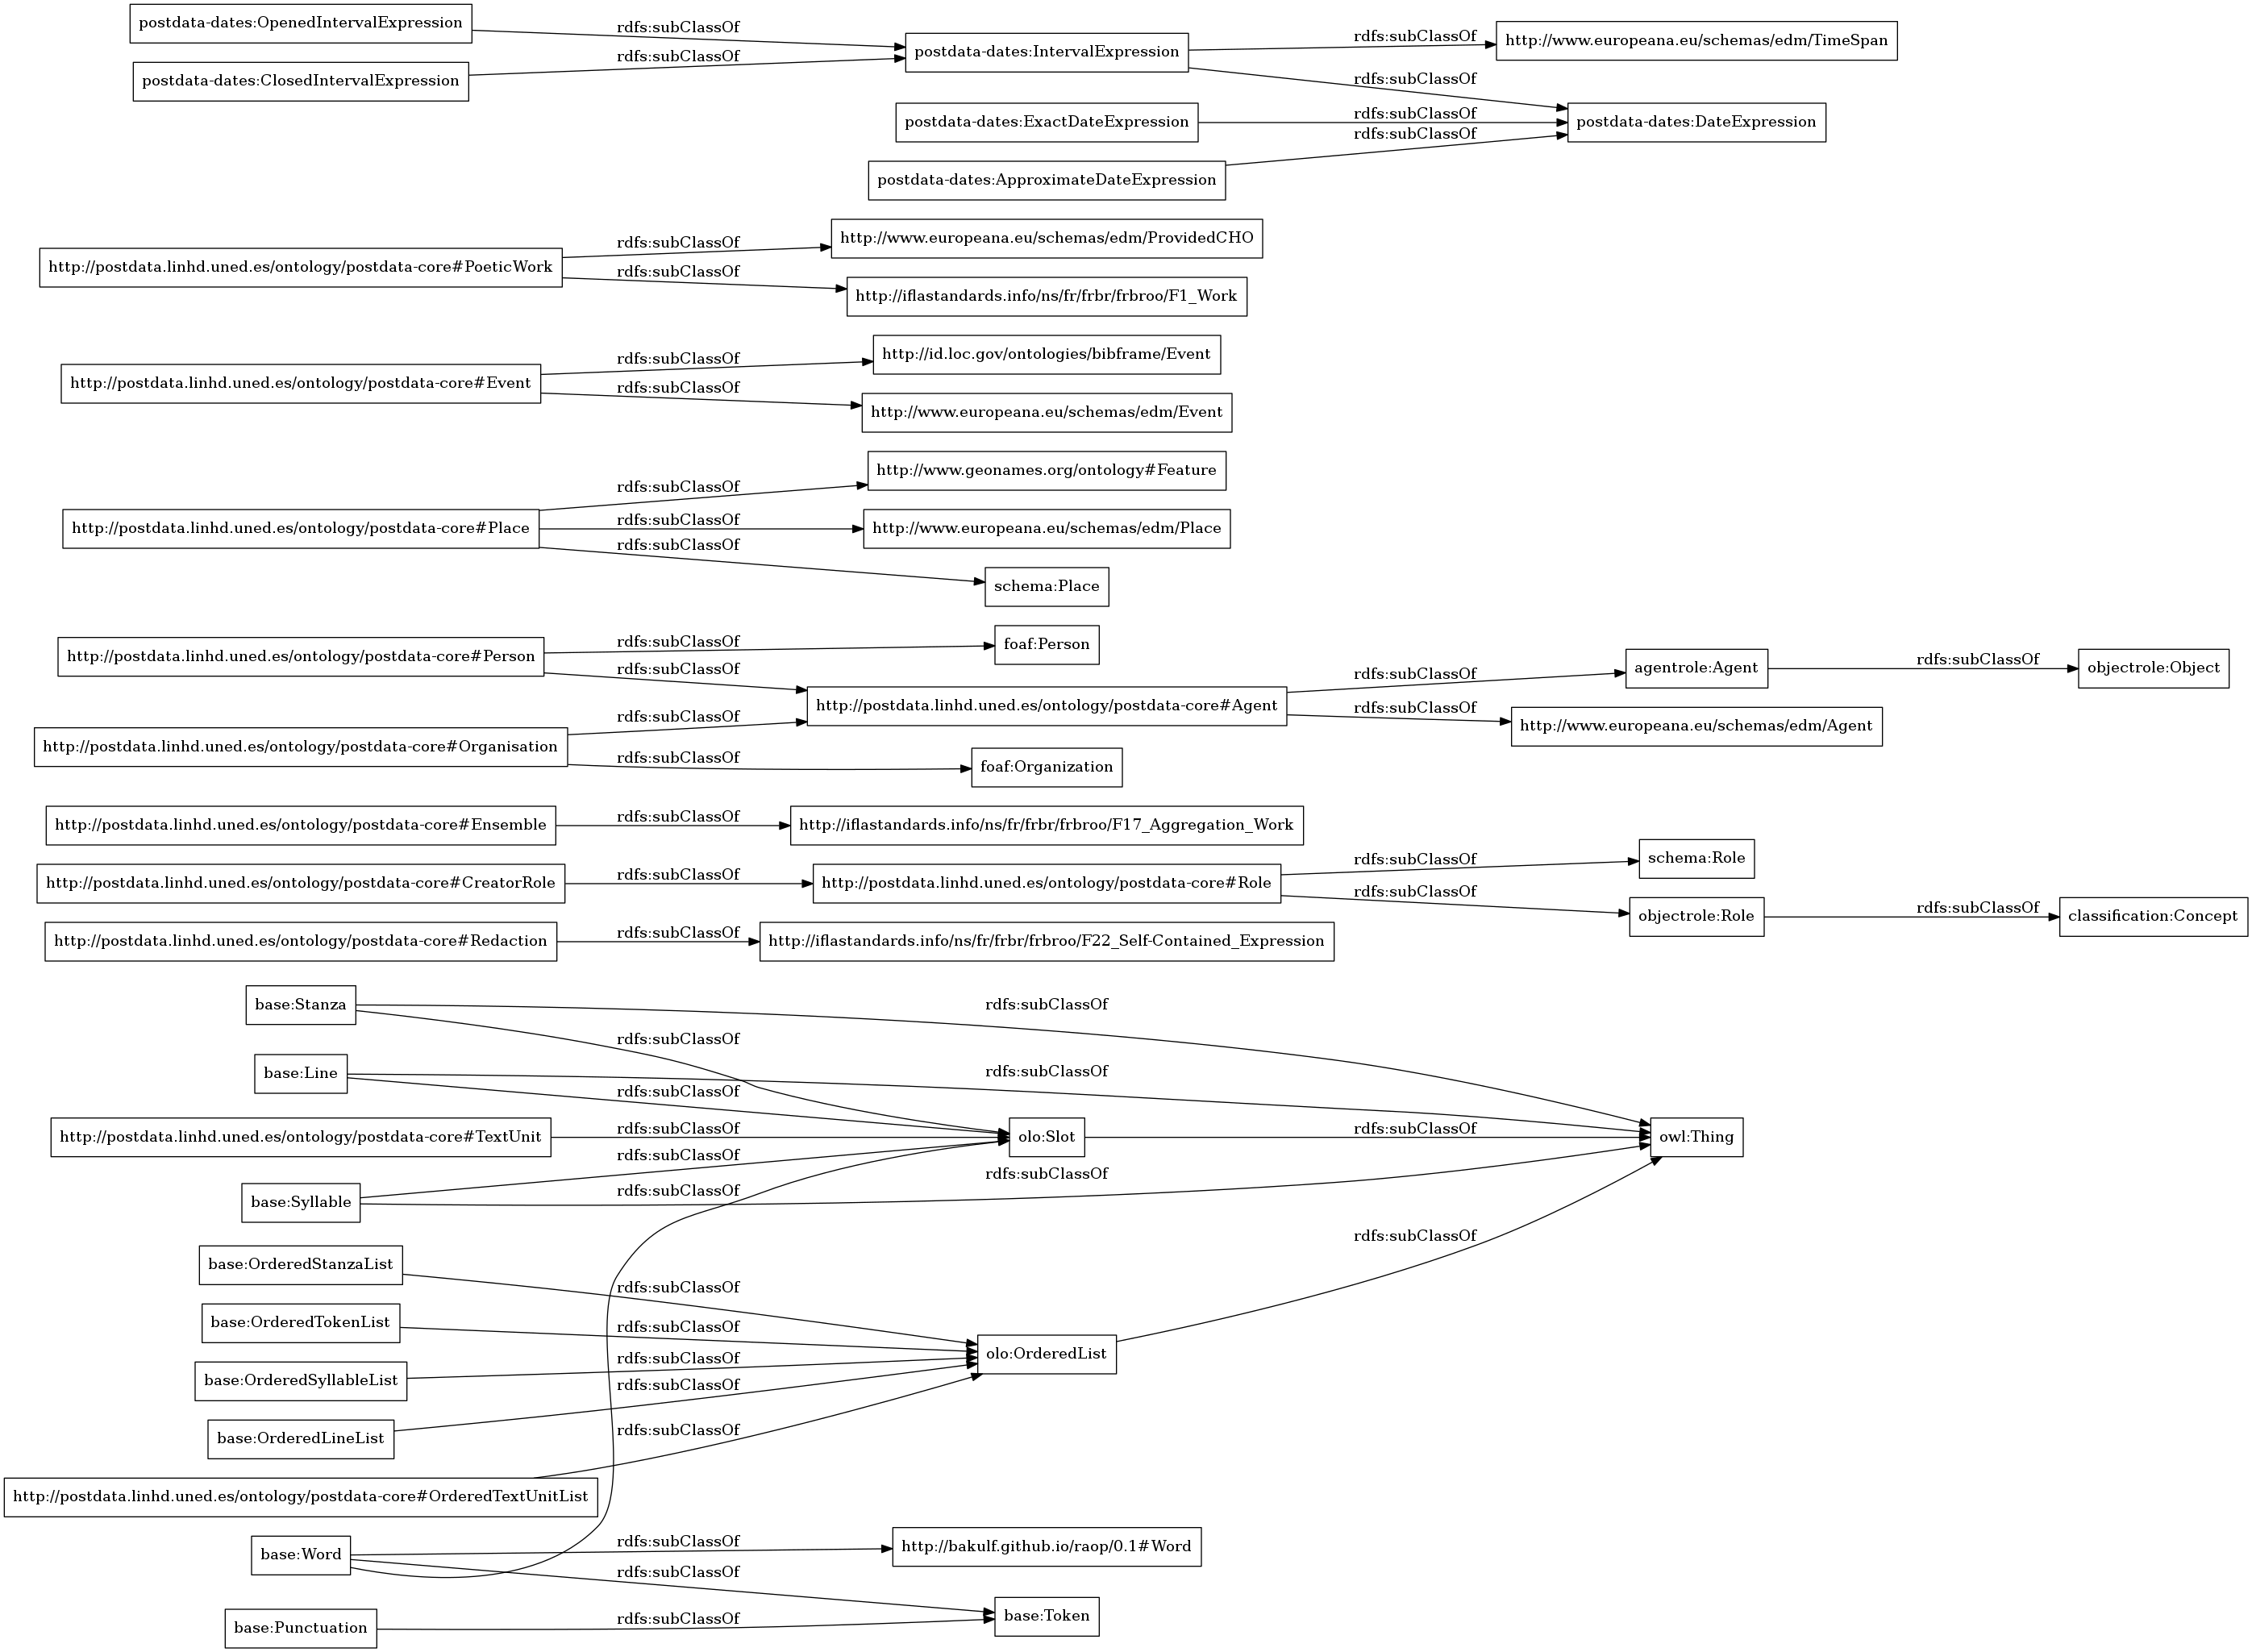 postdata-dates:OpenedIntervalExpression
rdfs:subClassOf
postdata-dates:ClosedIntervalExpression
rdfs:subClassOf
postdata-dates:IntervalExpression
rdfs:subClassOf
http://www.europeana.eu/schemas/edm/TimeSpan
rdfs:subClassOf
postdata-dates:ExactDateExpression
rdfs:subClassOf
postdata-dates:DateExpression
rdfs:subClassOf
postdata-dates:ApproximateDateExpression
http://postdata.linhd.uned.es/ontology/postdata-core#PoeticWork
rdfs:subClassOf
http://www.europeana.eu/schemas/edm/ProvidedCHO
rdfs:subClassOf
http://iflastandards.info/ns/fr/frbr/frbroo/F1_Work
http://postdata.linhd.uned.es/ontology/postdata-core#Event
rdfs:subClassOf
http://id.loc.gov/ontologies/bibframe/Event
rdfs:subClassOf
http://www.europeana.eu/schemas/edm/Event
http://postdata.linhd.uned.es/ontology/postdata-core#Place
rdfs:subClassOf
http://www.geonames.org/ontology#Feature
rdfs:subClassOf
http://www.europeana.eu/schemas/edm/Place
rdfs:subClassOf
schema:Place
http://postdata.linhd.uned.es/ontology/postdata-core#Person
rdfs:subClassOf
foaf:Person
rdfs:subClassOf
http://postdata.linhd.uned.es/ontology/postdata-core#Agent
rdfs:subClassOf
agentrole:Agent
rdfs:subClassOf
objectrole:Object
rdfs:subClassOf
http://www.europeana.eu/schemas/edm/Agent
http://postdata.linhd.uned.es/ontology/postdata-core#Organisation
rdfs:subClassOf
rdfs:subClassOf
foaf:Organization
http://postdata.linhd.uned.es/ontology/postdata-core#Ensemble
rdfs:subClassOf
http://iflastandards.info/ns/fr/frbr/frbroo/F17_Aggregation_Work
http://postdata.linhd.uned.es/ontology/postdata-core#CreatorRole
rdfs:subClassOf
http://postdata.linhd.uned.es/ontology/postdata-core#Role
rdfs:subClassOf
schema:Role
rdfs:subClassOf
objectrole:Role
rdfs:subClassOf
classification:Concept
http://postdata.linhd.uned.es/ontology/postdata-core#Redaction
rdfs:subClassOf
http://iflastandards.info/ns/fr/frbr/frbroo/F22_Self-Contained_Expression
base:Stanza
rdfs:subClassOf
rdfs:subClassOf
base:Line
rdfs:subClassOf
rdfs:subClassOf
http://postdata.linhd.uned.es/ontology/postdata-core#TextUnit
rdfs:subClassOf
olo:Slot
rdfs:subClassOf
owl:Thing
base:Syllable
rdfs:subClassOf
rdfs:subClassOf
rdfs:subClassOf
base:OrderedStanzaList
rdfs:subClassOf
rdfs:subClassOf
base:OrderedTokenList
rdfs:subClassOf
olo:OrderedList
base:OrderedSyllableList
rdfs:subClassOf
base:OrderedLineList
rdfs:subClassOf
http://postdata.linhd.uned.es/ontology/postdata-core#OrderedTextUnitList
rdfs:subClassOf
base:Word
rdfs:subClassOf
http://bakulf.github.io/raop/0.1#Word
rdfs:subClassOf
base:Token
base:Punctuation
rdfs:subClassOf